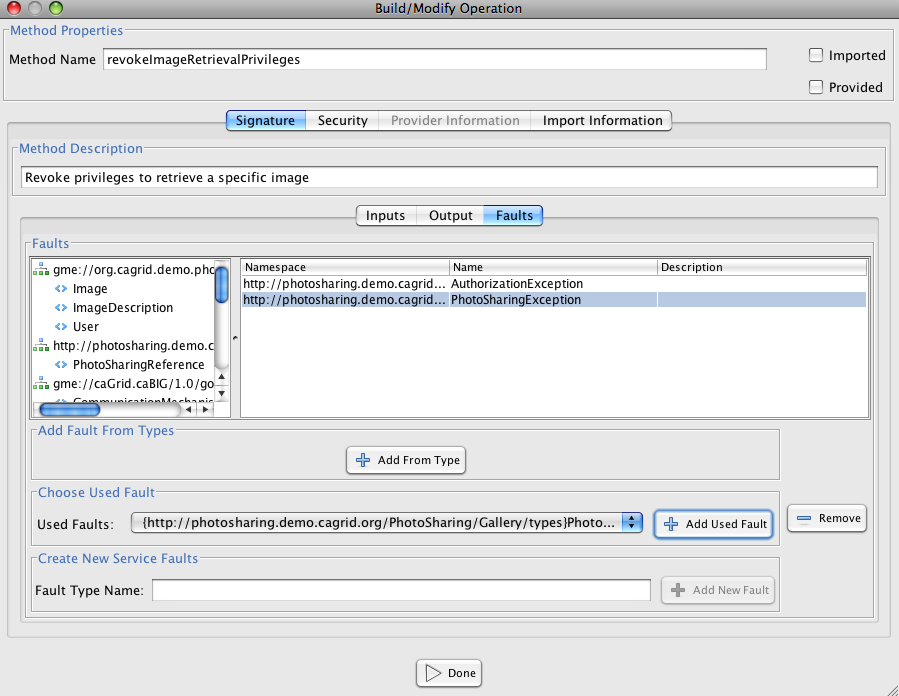 Build/Modify Operation
Method Properties
Method Name revokeImageRetrievalPrivileges
Imported
Provided
Signature Security Provider Information Import Information
Method Description
Revoke privileges to retrieve a specific image
Inputs Output Faults
Faults
gme://org.cagrid.demo.pho
Image
ImageDescription
User
http://photosharing.demo.c
PhotoSharingReference
gme://caGrid.caBIG/1.0/go
Namespace Name Description
http://photosharing.demo.cagrid... AuthorizationException
http://photosharing.demo.cagrid... PhotoSharingException
Add Fault From Types
Add From Type
Choose Used Fault
Used Faults: {http://photosharing.demo.cagrid.org/PhotoSharing/Gallery/types}Photo... Add Used Fault
Remove
Create New Service Faults
Fault Type Name: Add New Fault
Done